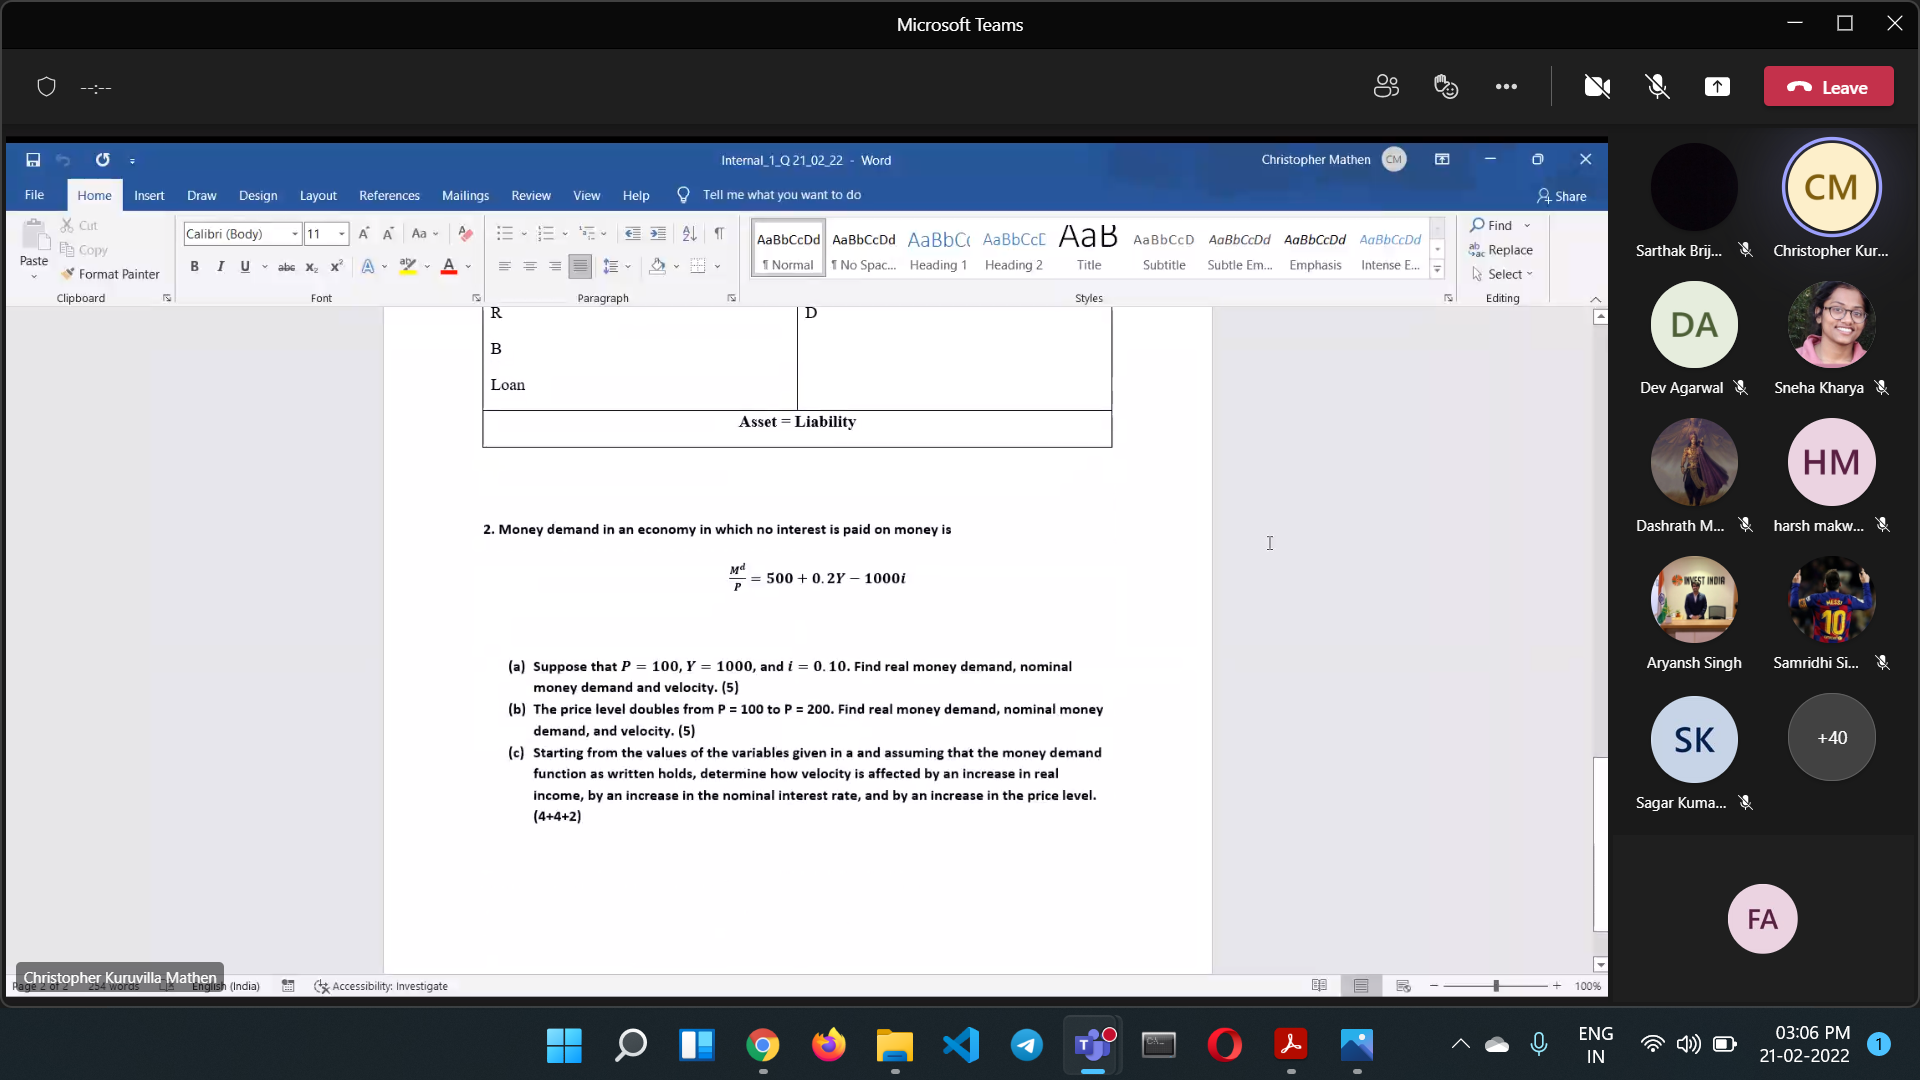 Microsoft Teams
--:--
Leave
Internal_1_Q 21_02_22 - Word
Christopher Mathen
CM
File
Home
Insert
Draw
Design
Layout
References
Mailings
Review
View
Help
Tell me what you want to do
Share
Paste
Cut
Copy
Format Painter
Clipboard
Calibri (Body)
11
Font
Paragraph
AaBbCcDd
¶ Normal
AaBbCcDd
¶ No Spac...
AaBbCc
Heading 1
AaBbCcE
Heading 2
AaB
Title
AaBbCcD
Subtitle
AaBbCcDd
Subtle Em...
AaBbCcDd
Emphasis
AaBbCcDd
Intense E...
Styles
Find
Replace
Select
Editing
R
D
B
Loan
Asset = Liability
2. Money demand in an economy in which no interest is paid on money is
M^d/P = 500 + 0.2Y − 1000i
(a) Suppose that P = 100, Y = 1000, and i = 0.10. Find real money demand, nominal
money demand and velocity. (5)
(b) The price level doubles from P = 100 to P = 200. Find real money demand, nominal money
demand, and velocity. (5)
(c) Starting from the values of the variables given in a and assuming that the money demand
function as written holds, determine how velocity is affected by an increase in real
income, by an increase in the nominal interest rate, and by an increase in the price level.
(4+4+2)
Christopher Kuruvilla Mathen
Page 2 of 2
254 words
English (India)
Accessibility: Investigate
100%
Sarthak Brij...
CM
Christopher Kur...
DA
Dev Agarwal
Sneha Kharya
Dashrath M...
HM
harsh makw...
INVEST INDIA
Aryansh Singh
MESSI
10
Samridhi Si...
SK
Sagar Kuma...
+40
FA
ENG
IN
03:06 PM
21-02-2022
1